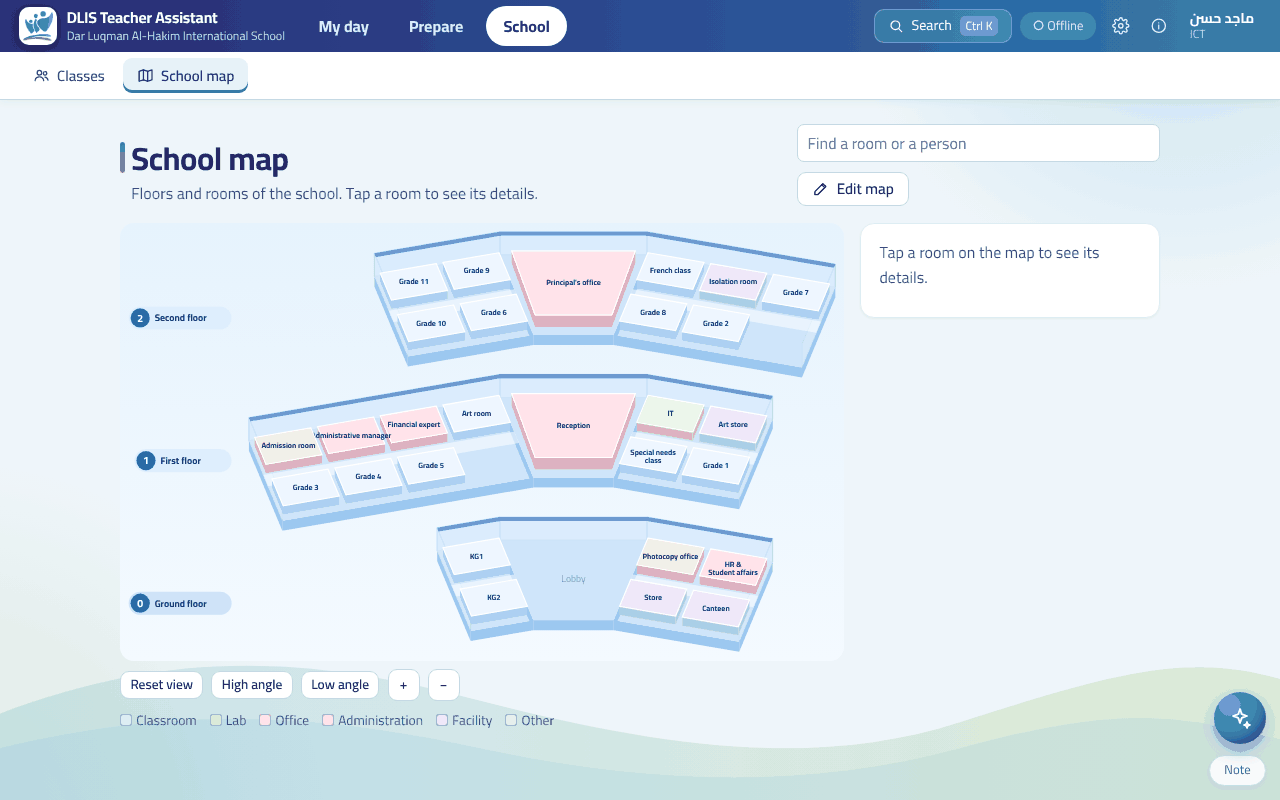 DLIS Teacher Assistant
Dar Luqman Al-Hakim International School
My day
Prepare
School
Search
Ctrl K
Offline
ماجد حسن
ICT
Classes
School map
School map
Floors and rooms of the school. Tap a room to see its details.
Find a room or a person
Edit map
Tap a room on the map to see its
details.
2 Second floor
Grade 11
Grade 9
Principal's office
French class
Isolation room
Grade 7
Grade 10
Grade 6
Grade 8
Grade 2
1 First floor
Admission room
dministrative manager
Financial expert
Art room
Reception
IT
Art store
Grade 3
Grade 4
Grade 5
Special needs
class
Grade 1
0 Ground floor
KG1
Lobby
Photocopy office
HR &
Student affairs
KG2
Store
Canteen
Reset view
High angle
Low angle
+
−
Classroom
Lab
Office
Administration
Facility
Other
Note